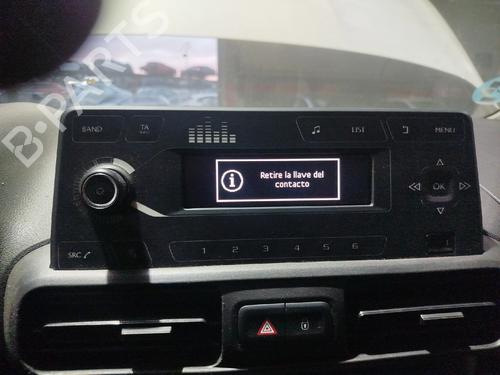 B-PARTS
BAND
TA
LIST
MENU
Retire la llave del
contacto
OK
SRC
1 2 3 4 5 6